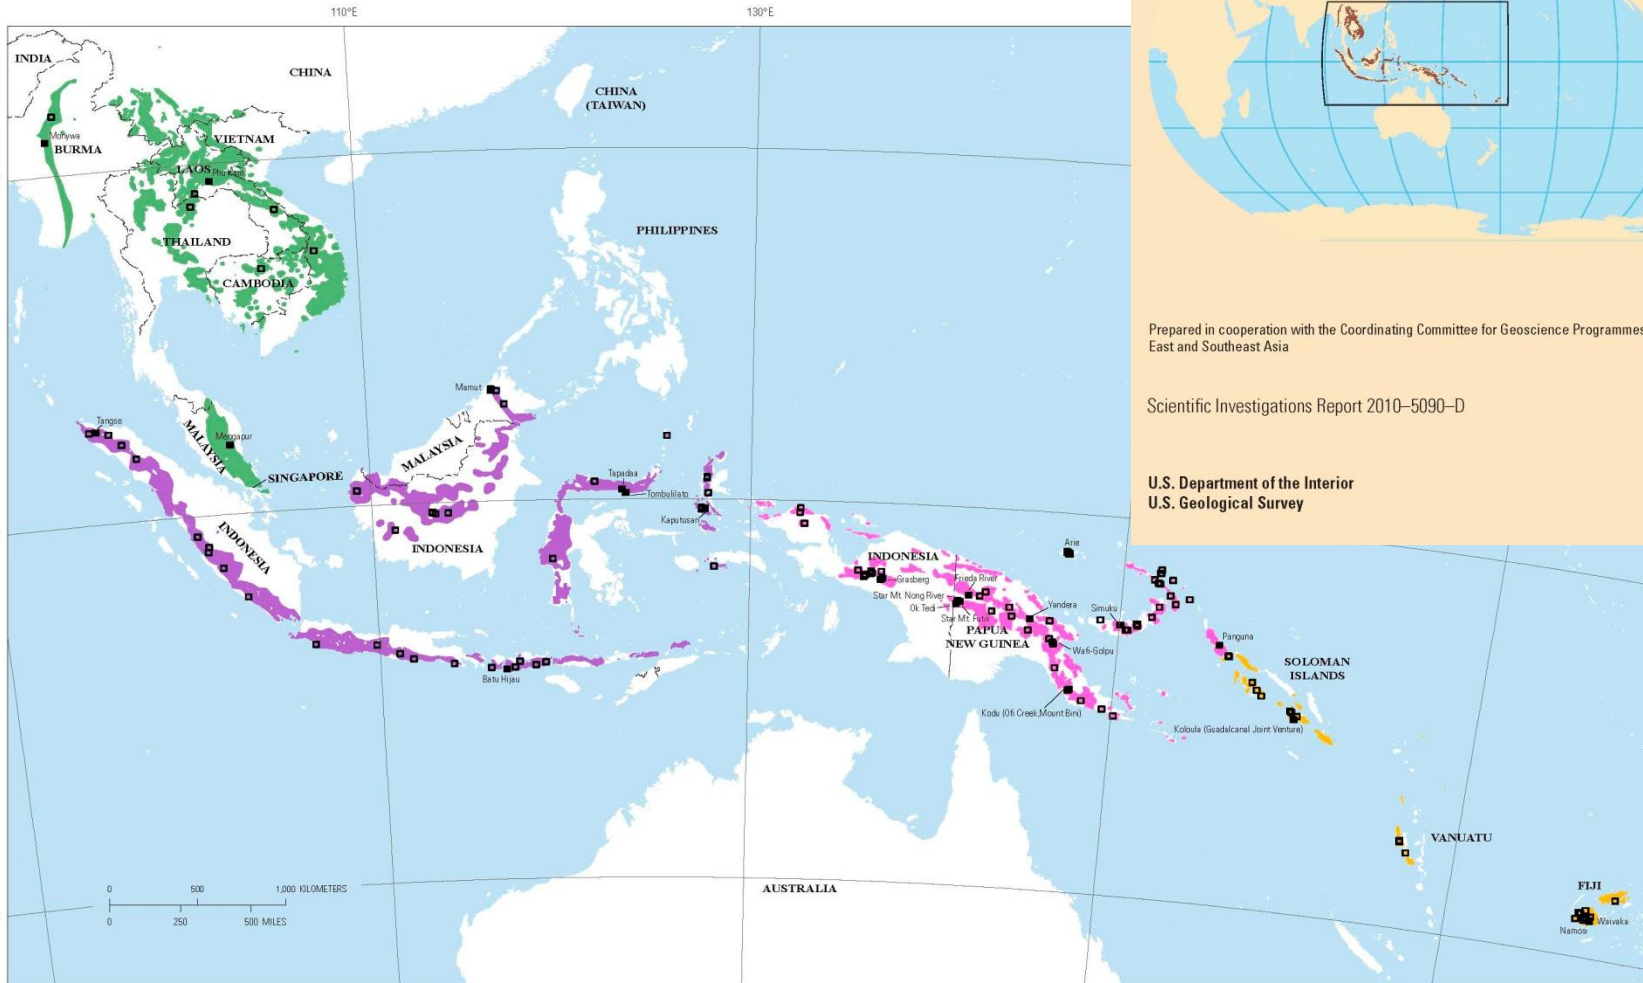 110°E
130°E
INDIA
CHINA
CHINA
(TAIWAN)
Monywa
BURMA
VIETNAM
LAOS
Phu Kam
THAILAND
CAMBODIA
PHILIPPINES
Mamut
Tangse
MALAYSIA
Mengapur
MALAYSIA
SINGAPORE
Tapadaa
Tombulilato
Kaputusan
INDONESIA
INDONESIA
INDONESIA
Arie
Grasberg
Frieda River
Star Mt. Nong River
Ok Tedi
Star Mt. Futik
Yandera
Simuku
PAPUA
NEW GUINEA
Wafi-Golpu
Panguna
SOLOMAN
ISLANDS
Batu Hijau
Kodu (Ofi Creek,Mount Bini)
Koloula (Guadalcanal Joint Venture)
VANUATU
0 500 1,000 KILOMETERS
0 250 500 MILES
AUSTRALIA
FIJI
Waivaka
Namosi
Prepared in cooperation with the Coordinating Committee for Geoscience Programmes
East and Southeast Asia
Scientific Investigations Report 2010–5090–D
U.S. Department of the Interior
U.S. Geological Survey